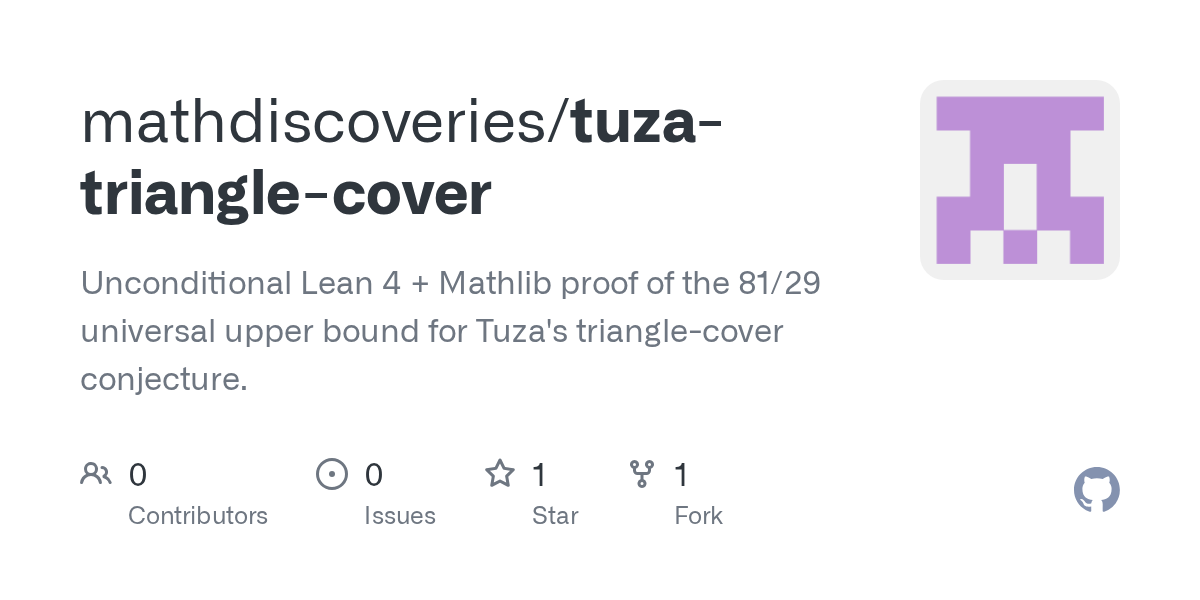 mathdiscoveries/tuza-
triangle-cover
Unconditional Lean 4 + Mathlib proof of the 81/29
universal upper bound for Tuza's triangle-cover
conjecture.
0 0 1 1
Contributors Issues Star Fork